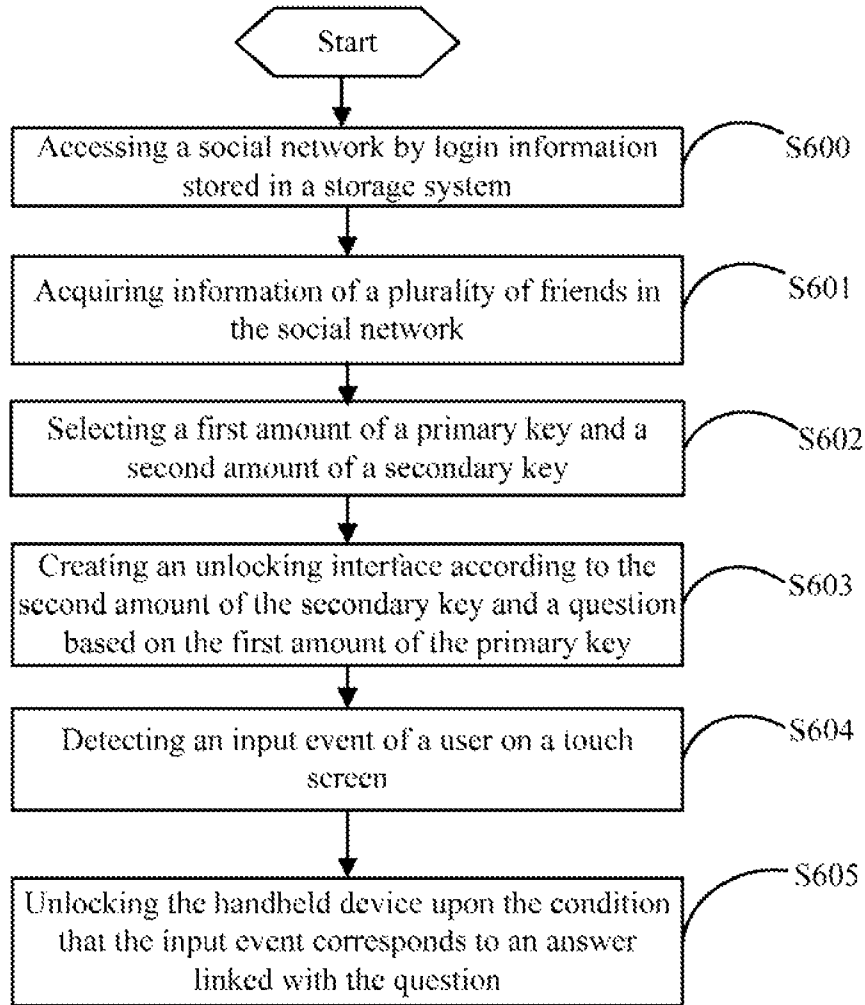 Start
Accessing a social network by login information
stored in a storage system
S600
Acquiring information of a plurality of friends in
the social network
S601
Selecting a first amount of a primary key and a
second amount of a secondary key
S602
Creating an unlocking interface according to the
second amount of the secondary key and a question
based on the first amount of the primary key
S603
Detecting an input event of a user on a touch
screen
S604
Unlocking the handheld device upon the condition
that the input event corresponds to an answer
linked with the question
S605